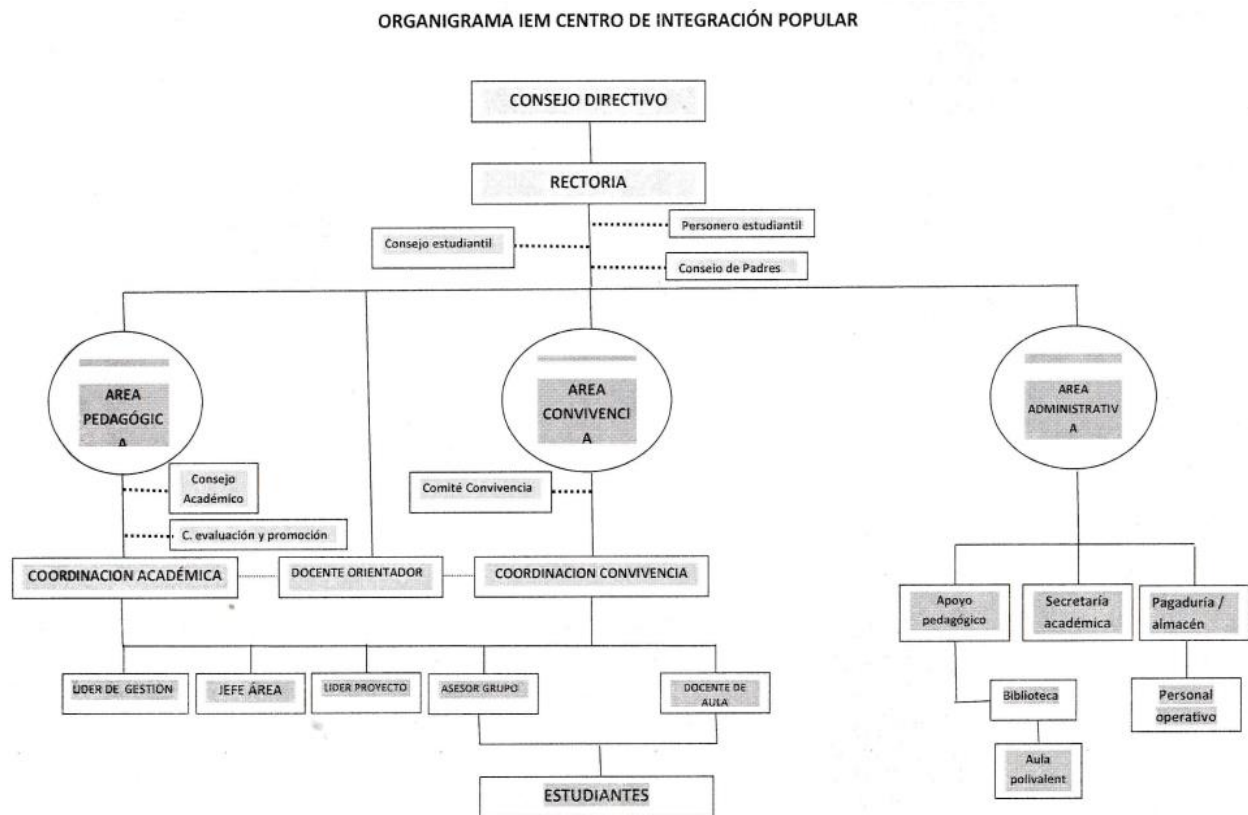 ORGANIGRAMA IEM CENTRO DE INTEGRACIÓN POPULAR
CONSEJO DIRECTIVO
RECTORIA
Personero estudiantil
Consejo estudiantil
Consejo de Padres
AREA
PEDAGÓGIC
A
AREA
CONVIVENCI
A
AREA
ADMINISTRATIV
A
Consejo
Académico
Comité Convivencia
C. evaluación y promoción
COORDINACION ACADÉMICA
DOCENTE ORIENTADOR
COORDINACION CONVIVENCIA
Apoyo
pedagógico
Secretaría
académica
Pagaduría /
almacén
LIDER DE GESTIÓN
JEFE ÁREA
LIDER PROYECTO
ASESOR GRUPO
DOCENTE DE
AULA
Biblioteca
Personal
operativo
Aula
polivalent
ESTUDIANTES